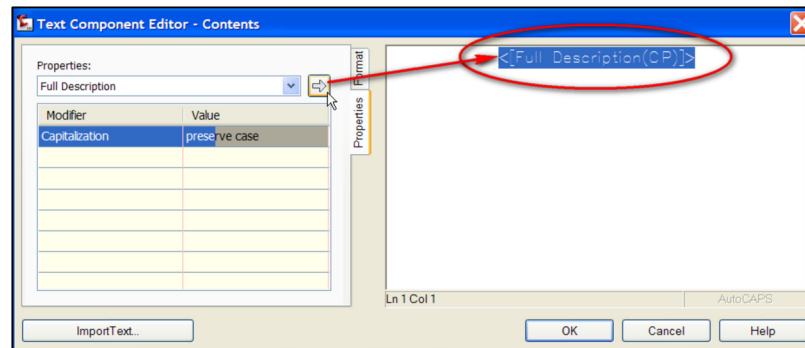 Text Component Editor - Contents
Properties:
Full Description
Modifier Value
Capitalization preserve case
Format
Properties
<[Full Description(CP)]>
Ln 1 Col 1
AutoCAPS
ImportText...
OK
Cancel
Help